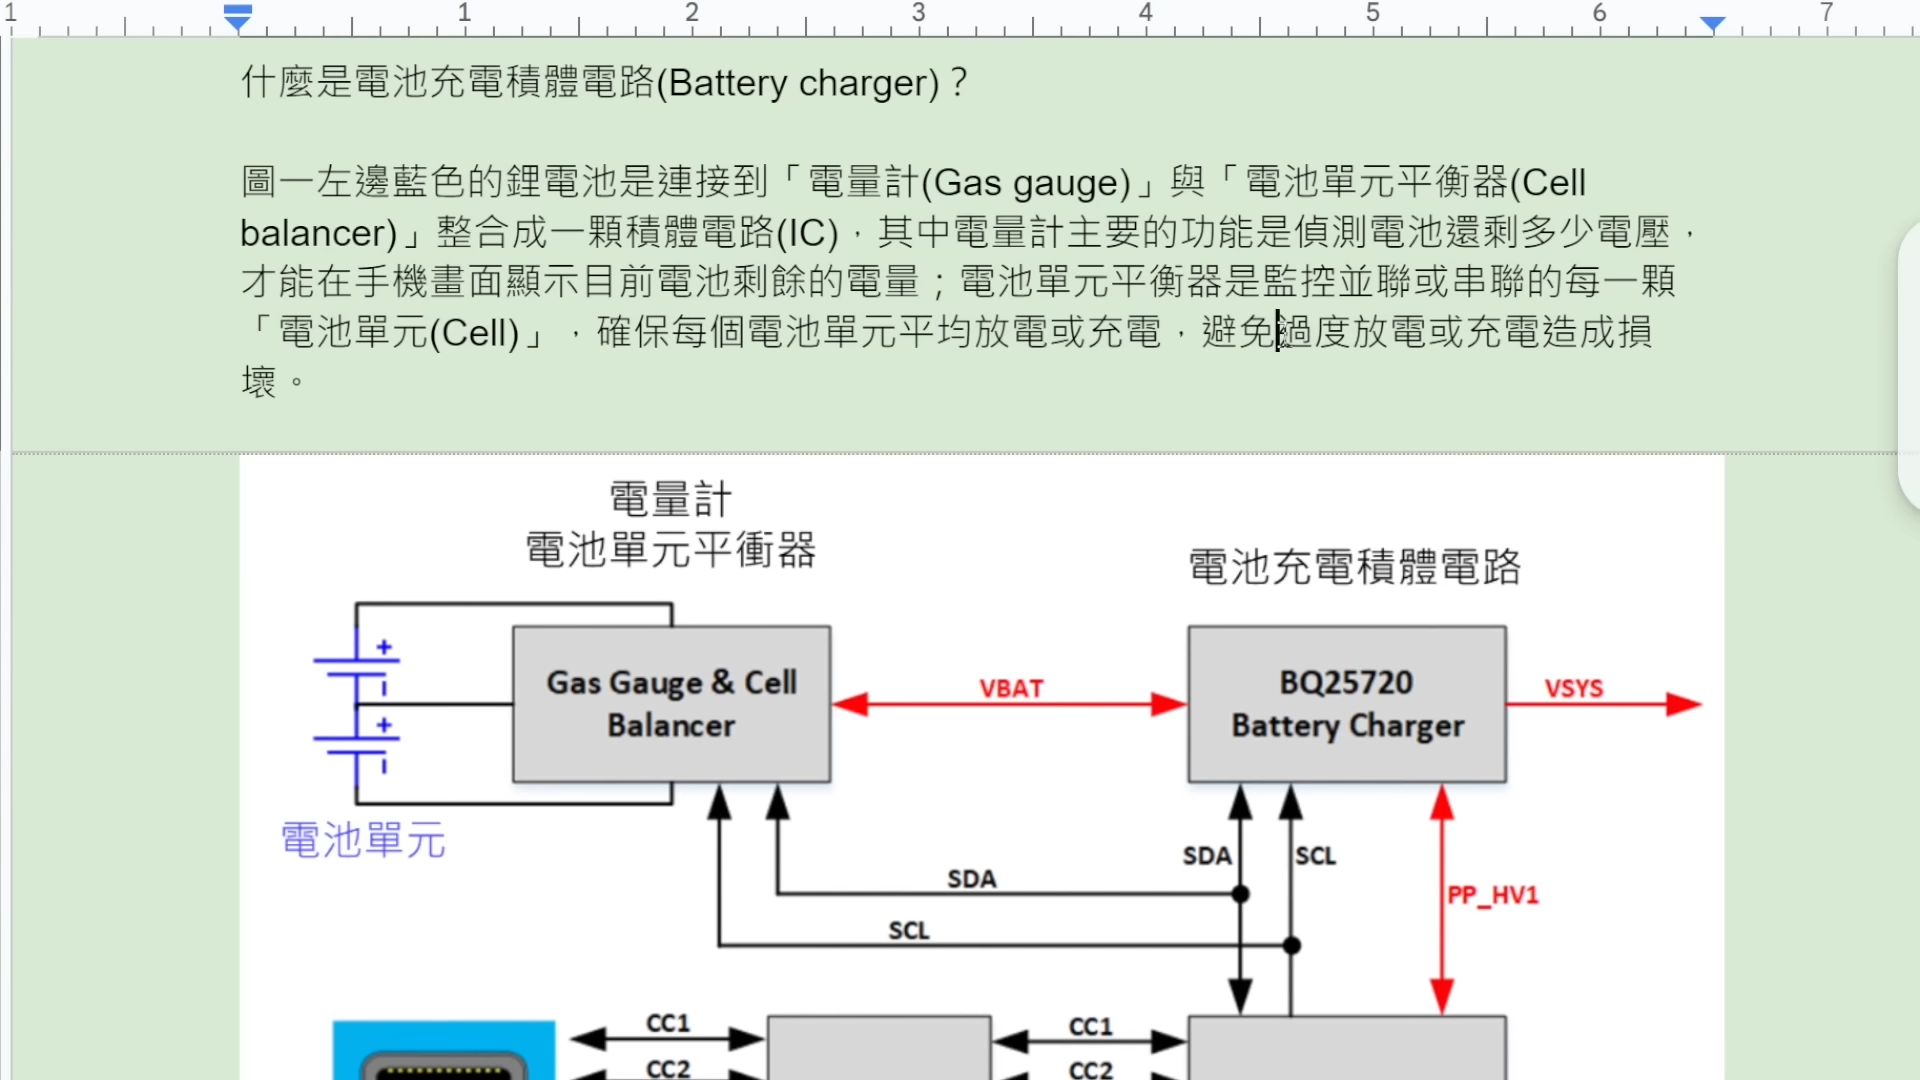 1 1 2 3 4 5 6 7
什麼是電池充電積體電路(Battery charger)？
圖一左邊藍色的鋰電池是連接到「電量計(Gas gauge)」與「電池單元平衡器(Cell
balancer)」整合成一顆積體電路(IC)，其中電量計主要的功能是偵測電池還剩多少電壓，
才能在手機畫面顯示目前電池剩餘的電量；電池單元平衡器是監控並聯或串聯的每一顆
「電池單元(Cell)」，確保每個電池單元平均放電或充電，避免過度放電或充電造成損
壞。
電量計
電池單元平衡器
電池充電積體電路
Gas Gauge & Cell
Balancer
VBAT
BQ25720
Battery Charger
VSYS
電池單元
SDA
SCL
SDA
SCL
PP_HV1
CC1
CC1
CC2
CC2